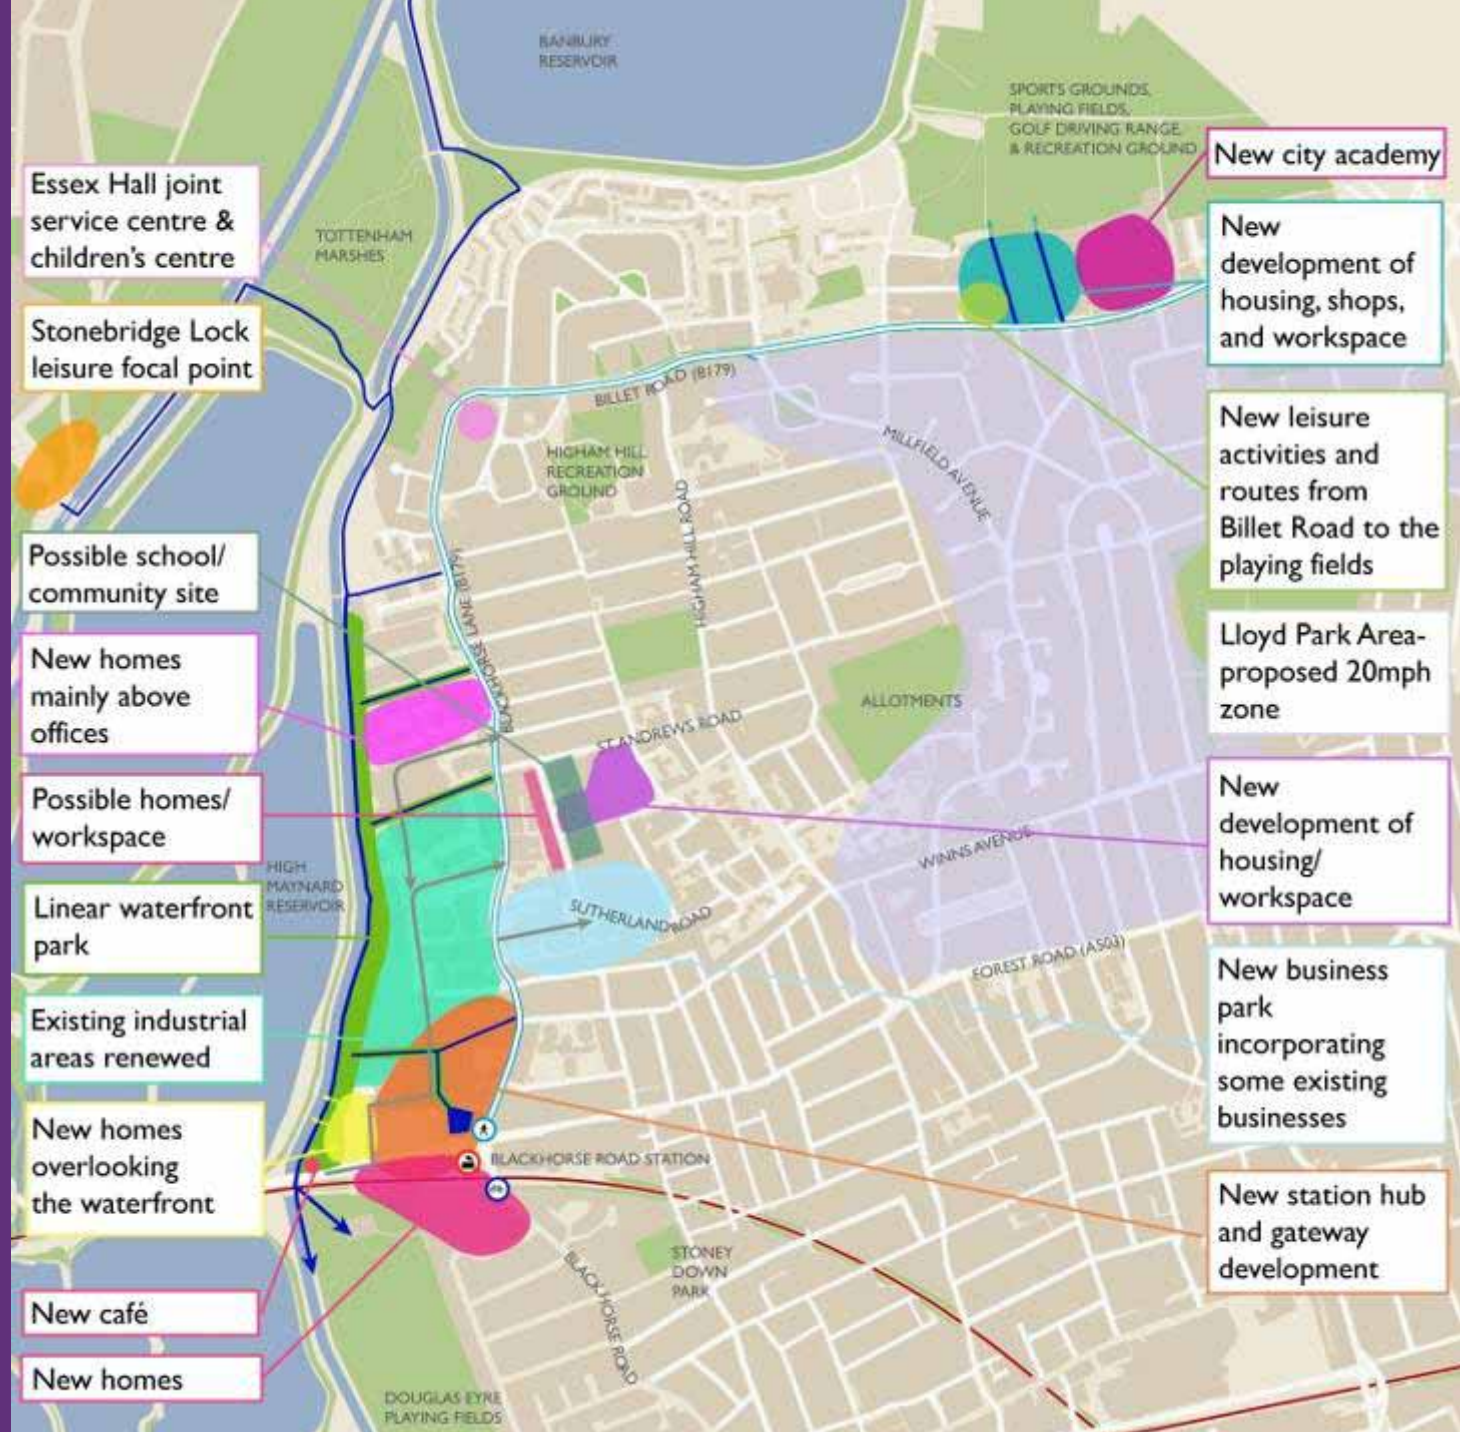 BANBURY
RESERVOIR
SPORTS GROUNDS,
PLAYING FIELDS,
GOLF DRIVING RANGE,
& RECREATION GROUND
TOTTENHAM
MARSHES
Essex Hall joint
service centre &
children's centre
Stonebridge Lock
leisure focal point
Possible school/
community site
New homes
mainly above
offices
Possible homes/
workspace
Linear waterfront
park
Existing industrial
areas renewed
New homes
overlooking
the waterfront
New café
New homes
BILLET ROAD (B179)
HIGHAM HILL
RECREATION
GROUND
HIGHAM HILL ROAD
MILLFIELD AVENUE
BLACKHORSE LANE (B179)
BLACKHORSE
ST ANDREWS ROAD
ALLOTMENTS
WINNS AVENUE
SUTHERLAND ROAD
FOREST ROAD (A503)
HIGH
MAYNARD
RESERVOIR
BLACKHORSE ROAD STATION
STONEY
DOWN
PARK
BLACKHORSE ROAD
DOUGLAS EYRE
PLAYING FIELDS
New city academy
New
development of
housing, shops,
and workspace
New leisure
activities and
routes from
Billet Road to the
playing fields
Lloyd Park Area-
proposed 20mph
zone
New
development of
housing/
workspace
New business
park
incorporating
some existing
businesses
New station hub
and gateway
development